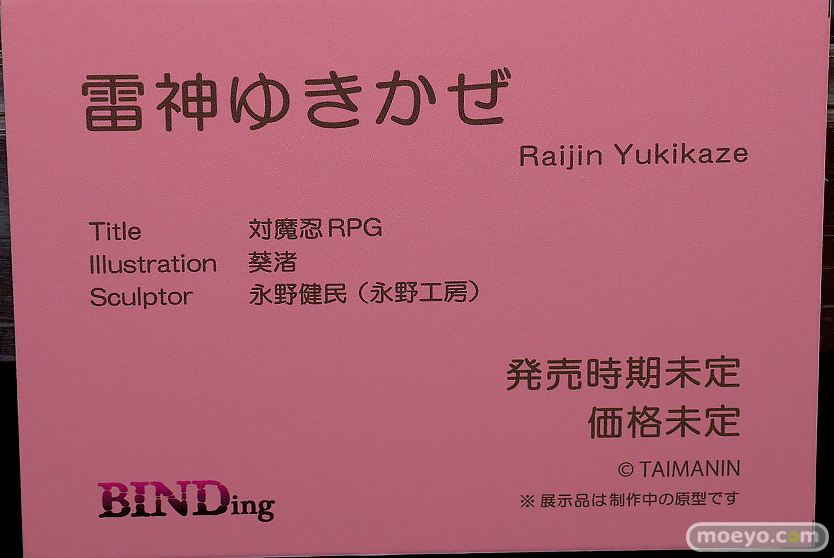 雷神ゆきかぜ
Raijin Yukikaze
Title 対魔忍RPG
Illustration 葵渚
Sculptor 永野健民（永野工房）
発売時期未定
価格未定
© TAIMANIN
※ 展示品は制作中の原型です
BINDing
moeyo.com